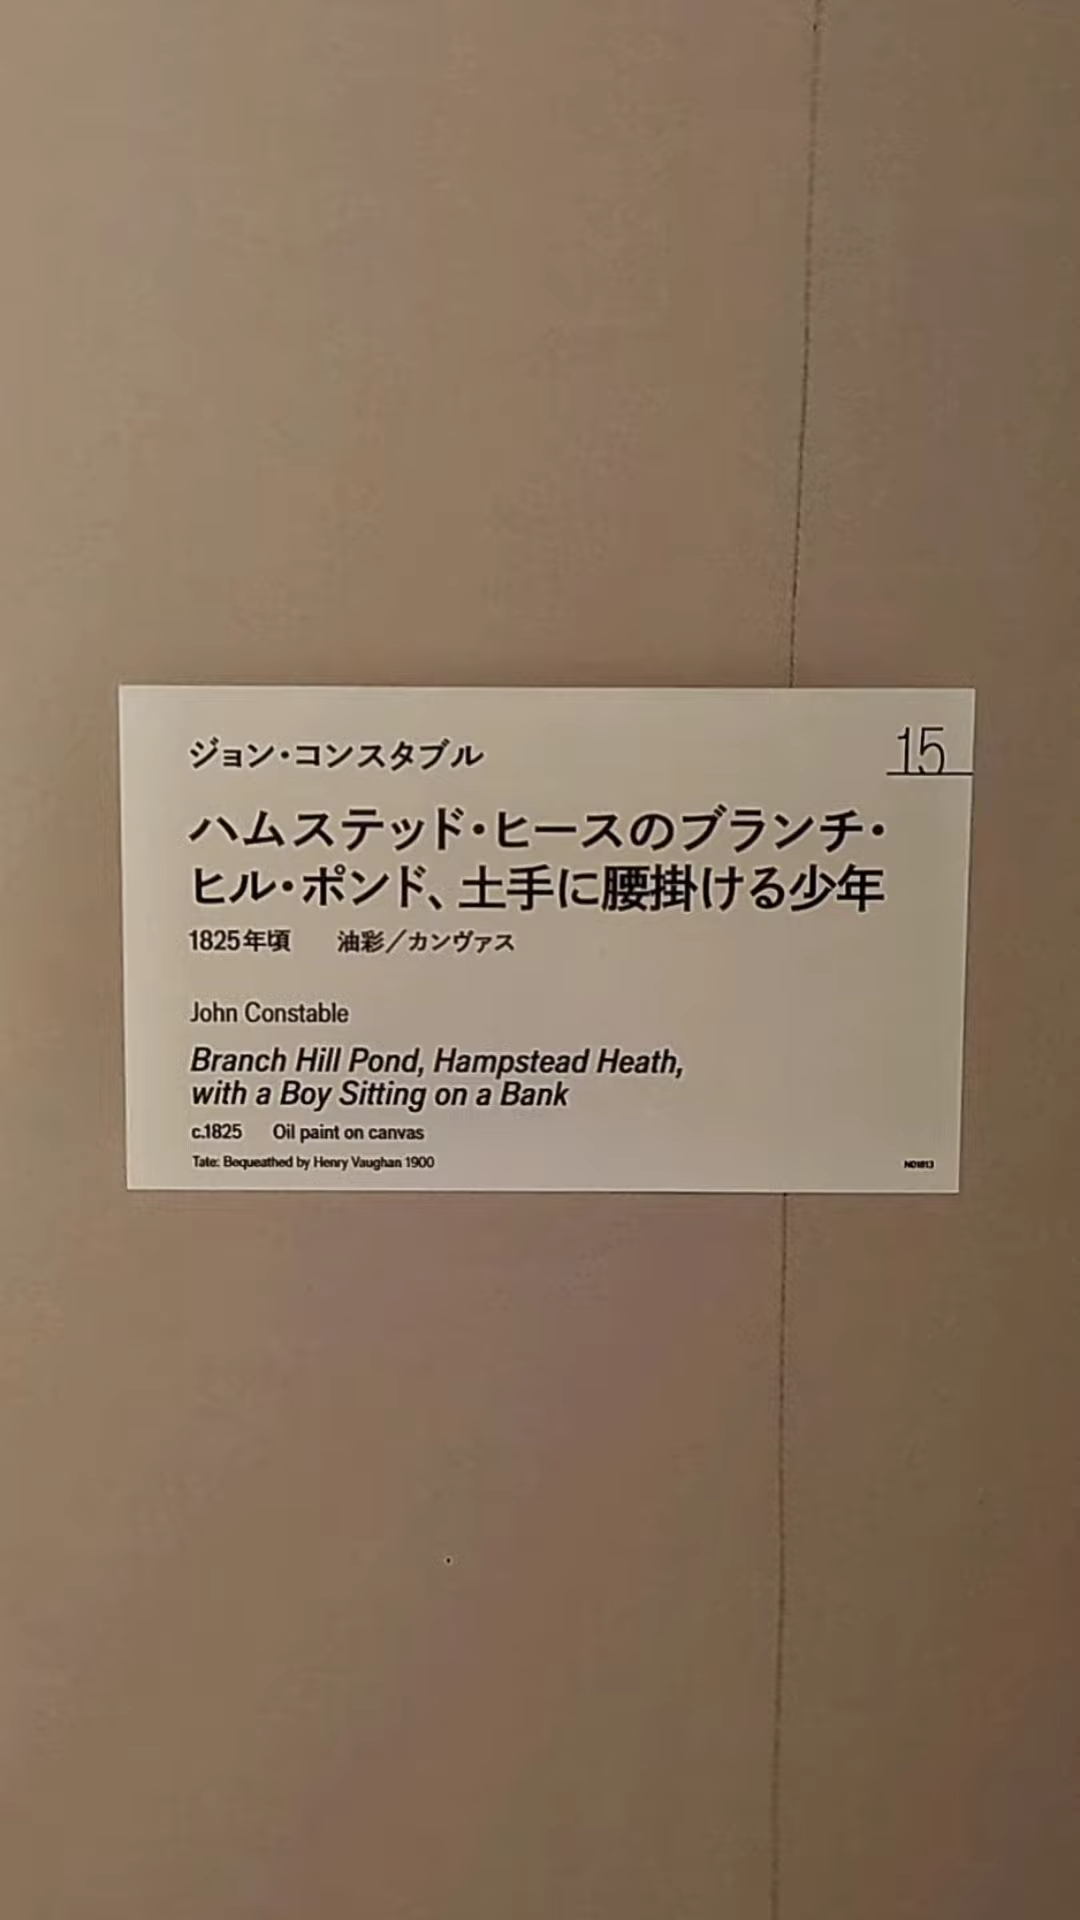 ジョン・コンスタブル
15
ハムステッド・ヒースのブランチ・
ヒル・ポンド、土手に腰掛ける少年
1825年頃　油彩／カンヴァス
John Constable
Branch Hill Pond, Hampstead Heath,
with a Boy Sitting on a Bank
c.1825 Oil paint on canvas
Tate: Bequeathed by Henry Vaughan 1900
N01813